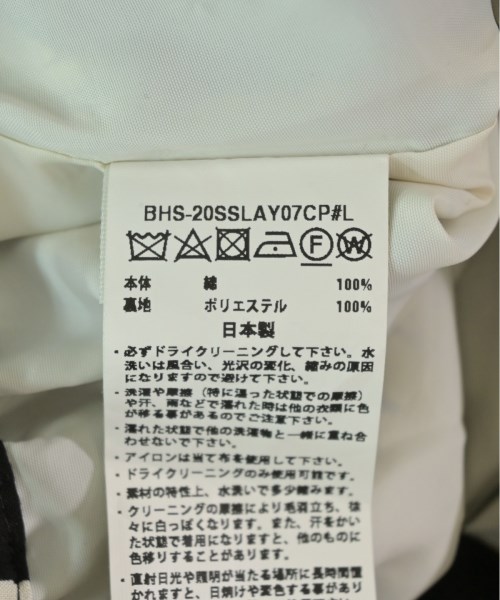 BHS-20SSLAY07CP#L
F W
本体 綿 100%
裏地 ポリエステル 100%
日本製
・必ずドライクリーニングして下さい。水
洗いは風合い、光沢の変化、縮みの原因
になりますので避けて下さい。
・洗濯や摩擦（特に湿った状態での摩擦）
や汗、雨などで濡れた時は他の衣類に色
が移る事があるのでご注意下さい。
・濡れた状態で他の洗濯物と一緒に重ね合
わせないで下さい。
・アイロンは当て布を使用して下さい。
・ドライクリーニングのみ使用可能です。
・素材の特性上、水洗いで多少縮みます。
・クリーニングの摩擦により毛羽立ち、徐
々に白っぽくなります。また、汗をかい
た状態で着用になりますと、他のものに
色移りすることがあります。
・直射日光や照明が当たる場所に長時間置
かれますと、日焼けや変色する事があり